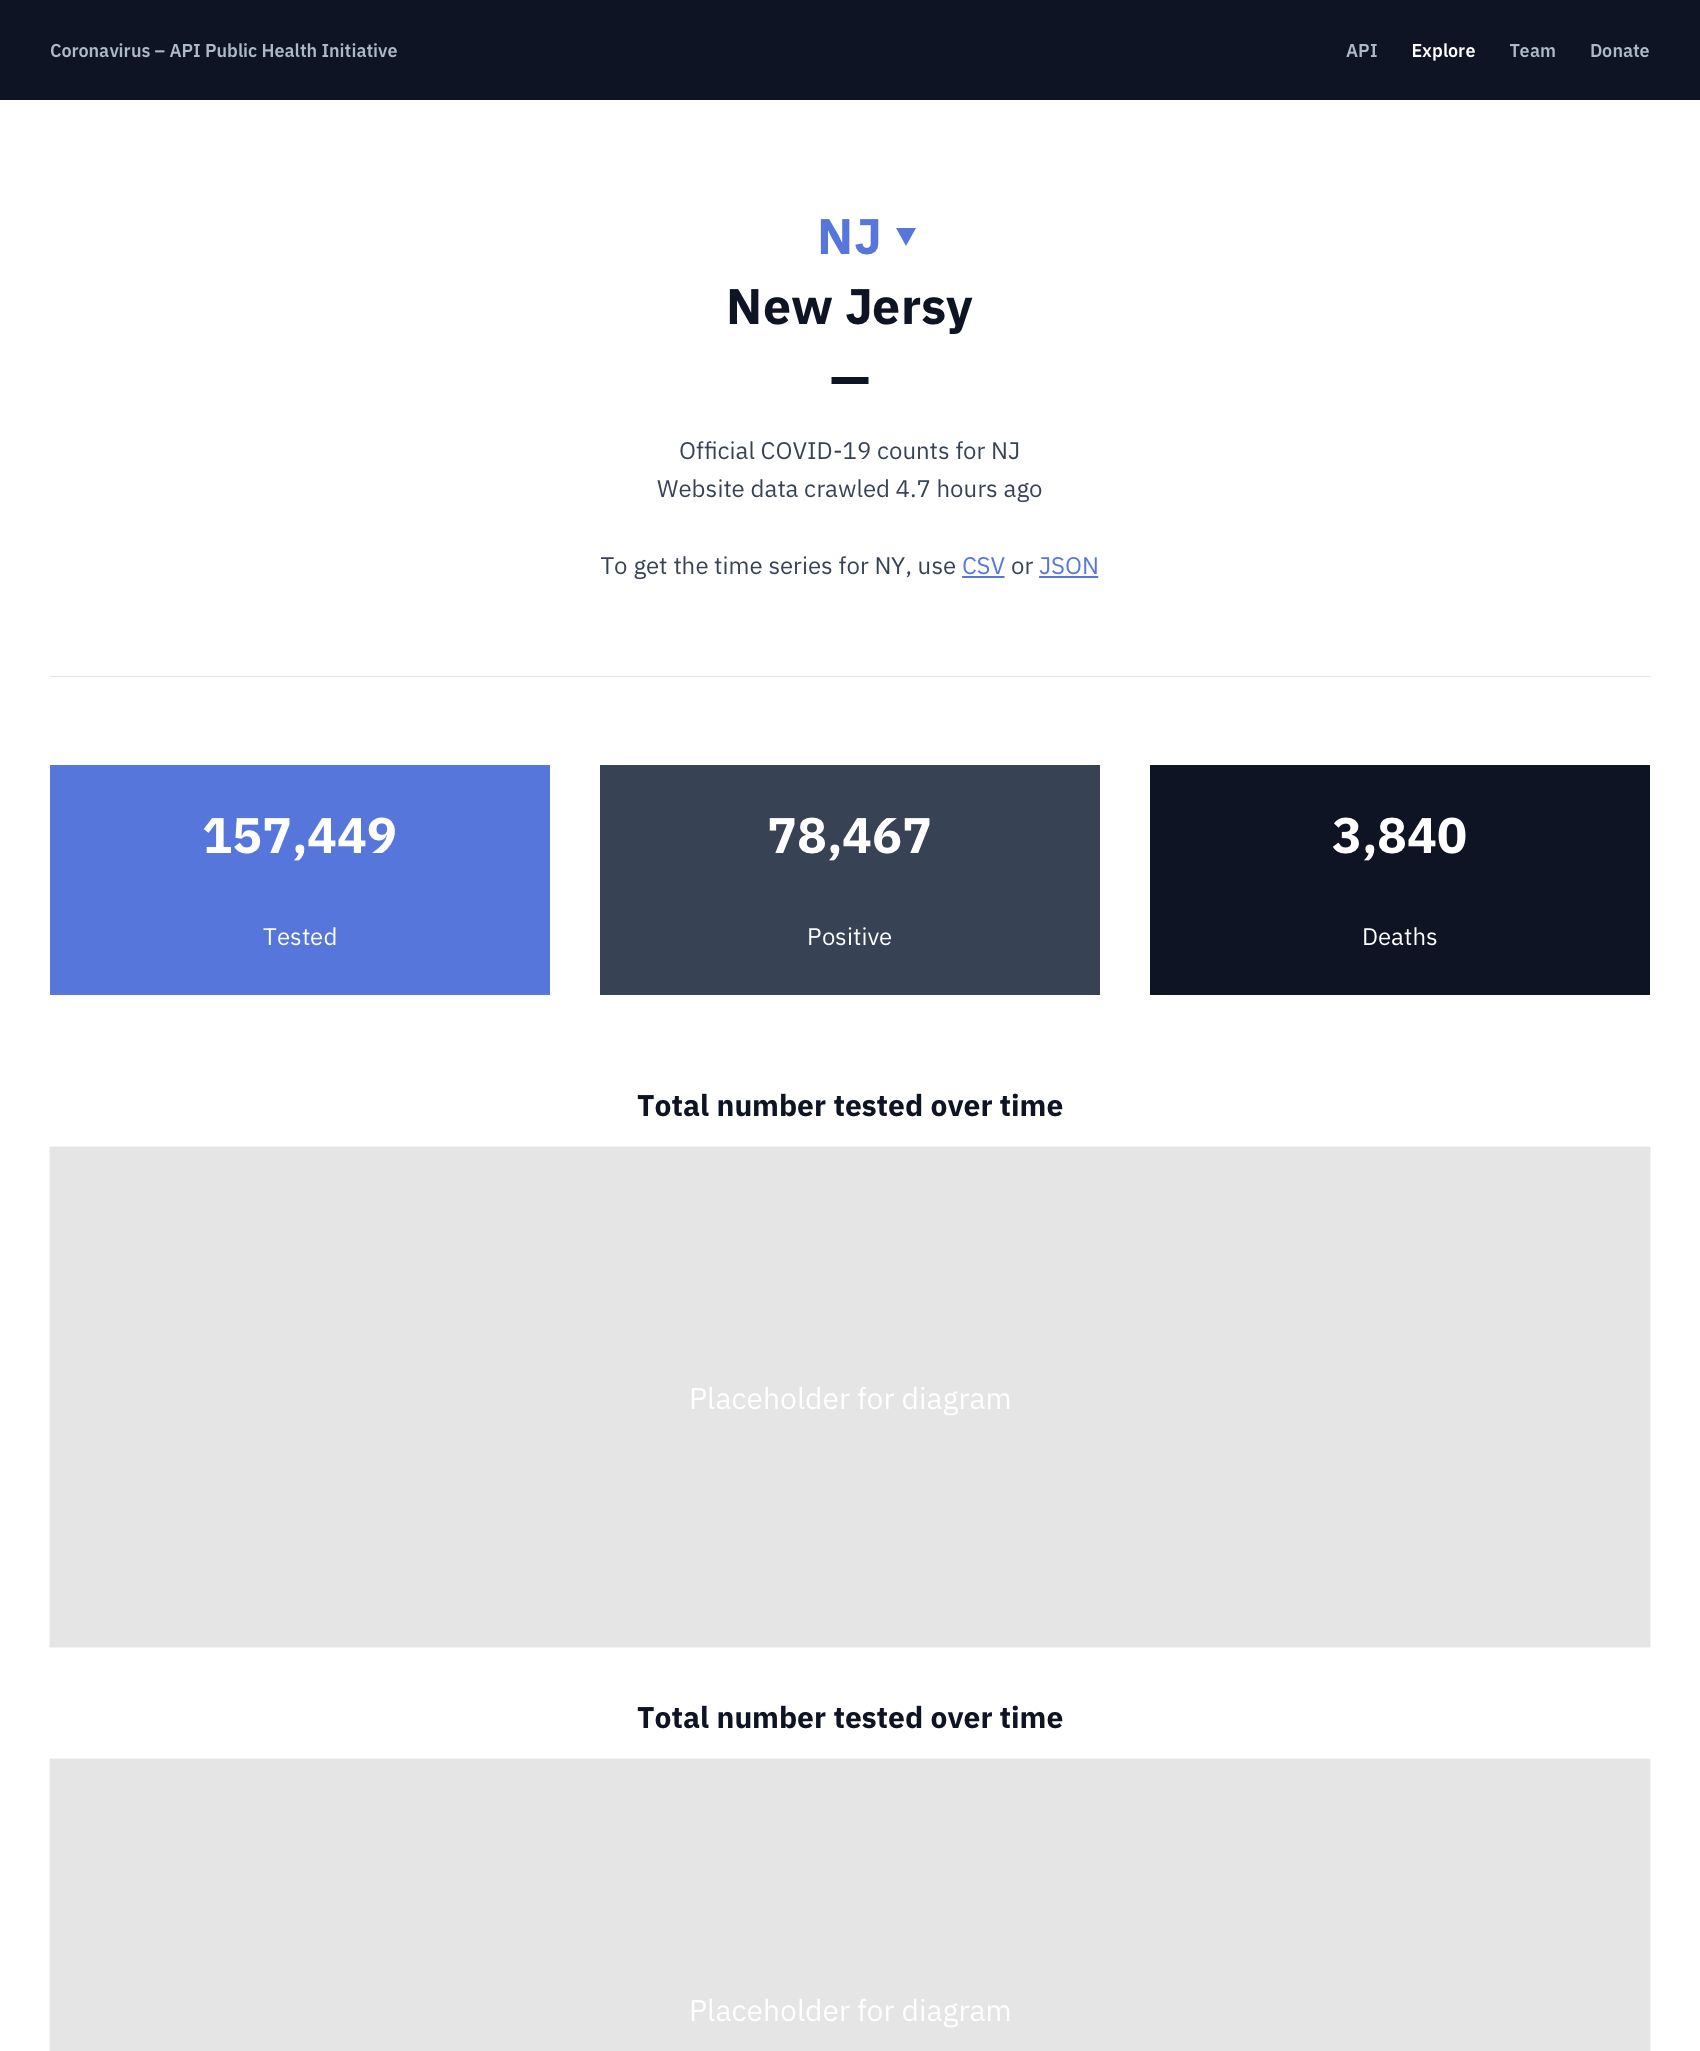 Coronavirus – API Public Health Initiative
API Explore Team Donate
NJ
New Jersy
Official COVID-19 counts for NJ
Website data crawled 4.7 hours ago
To get the time series for NY, use CSV or JSON
157,449
Tested
78,467
Positive
3,840
Deaths
Total number tested over time
Placeholder for diagram
Total number tested over time
Placeholder for diagram